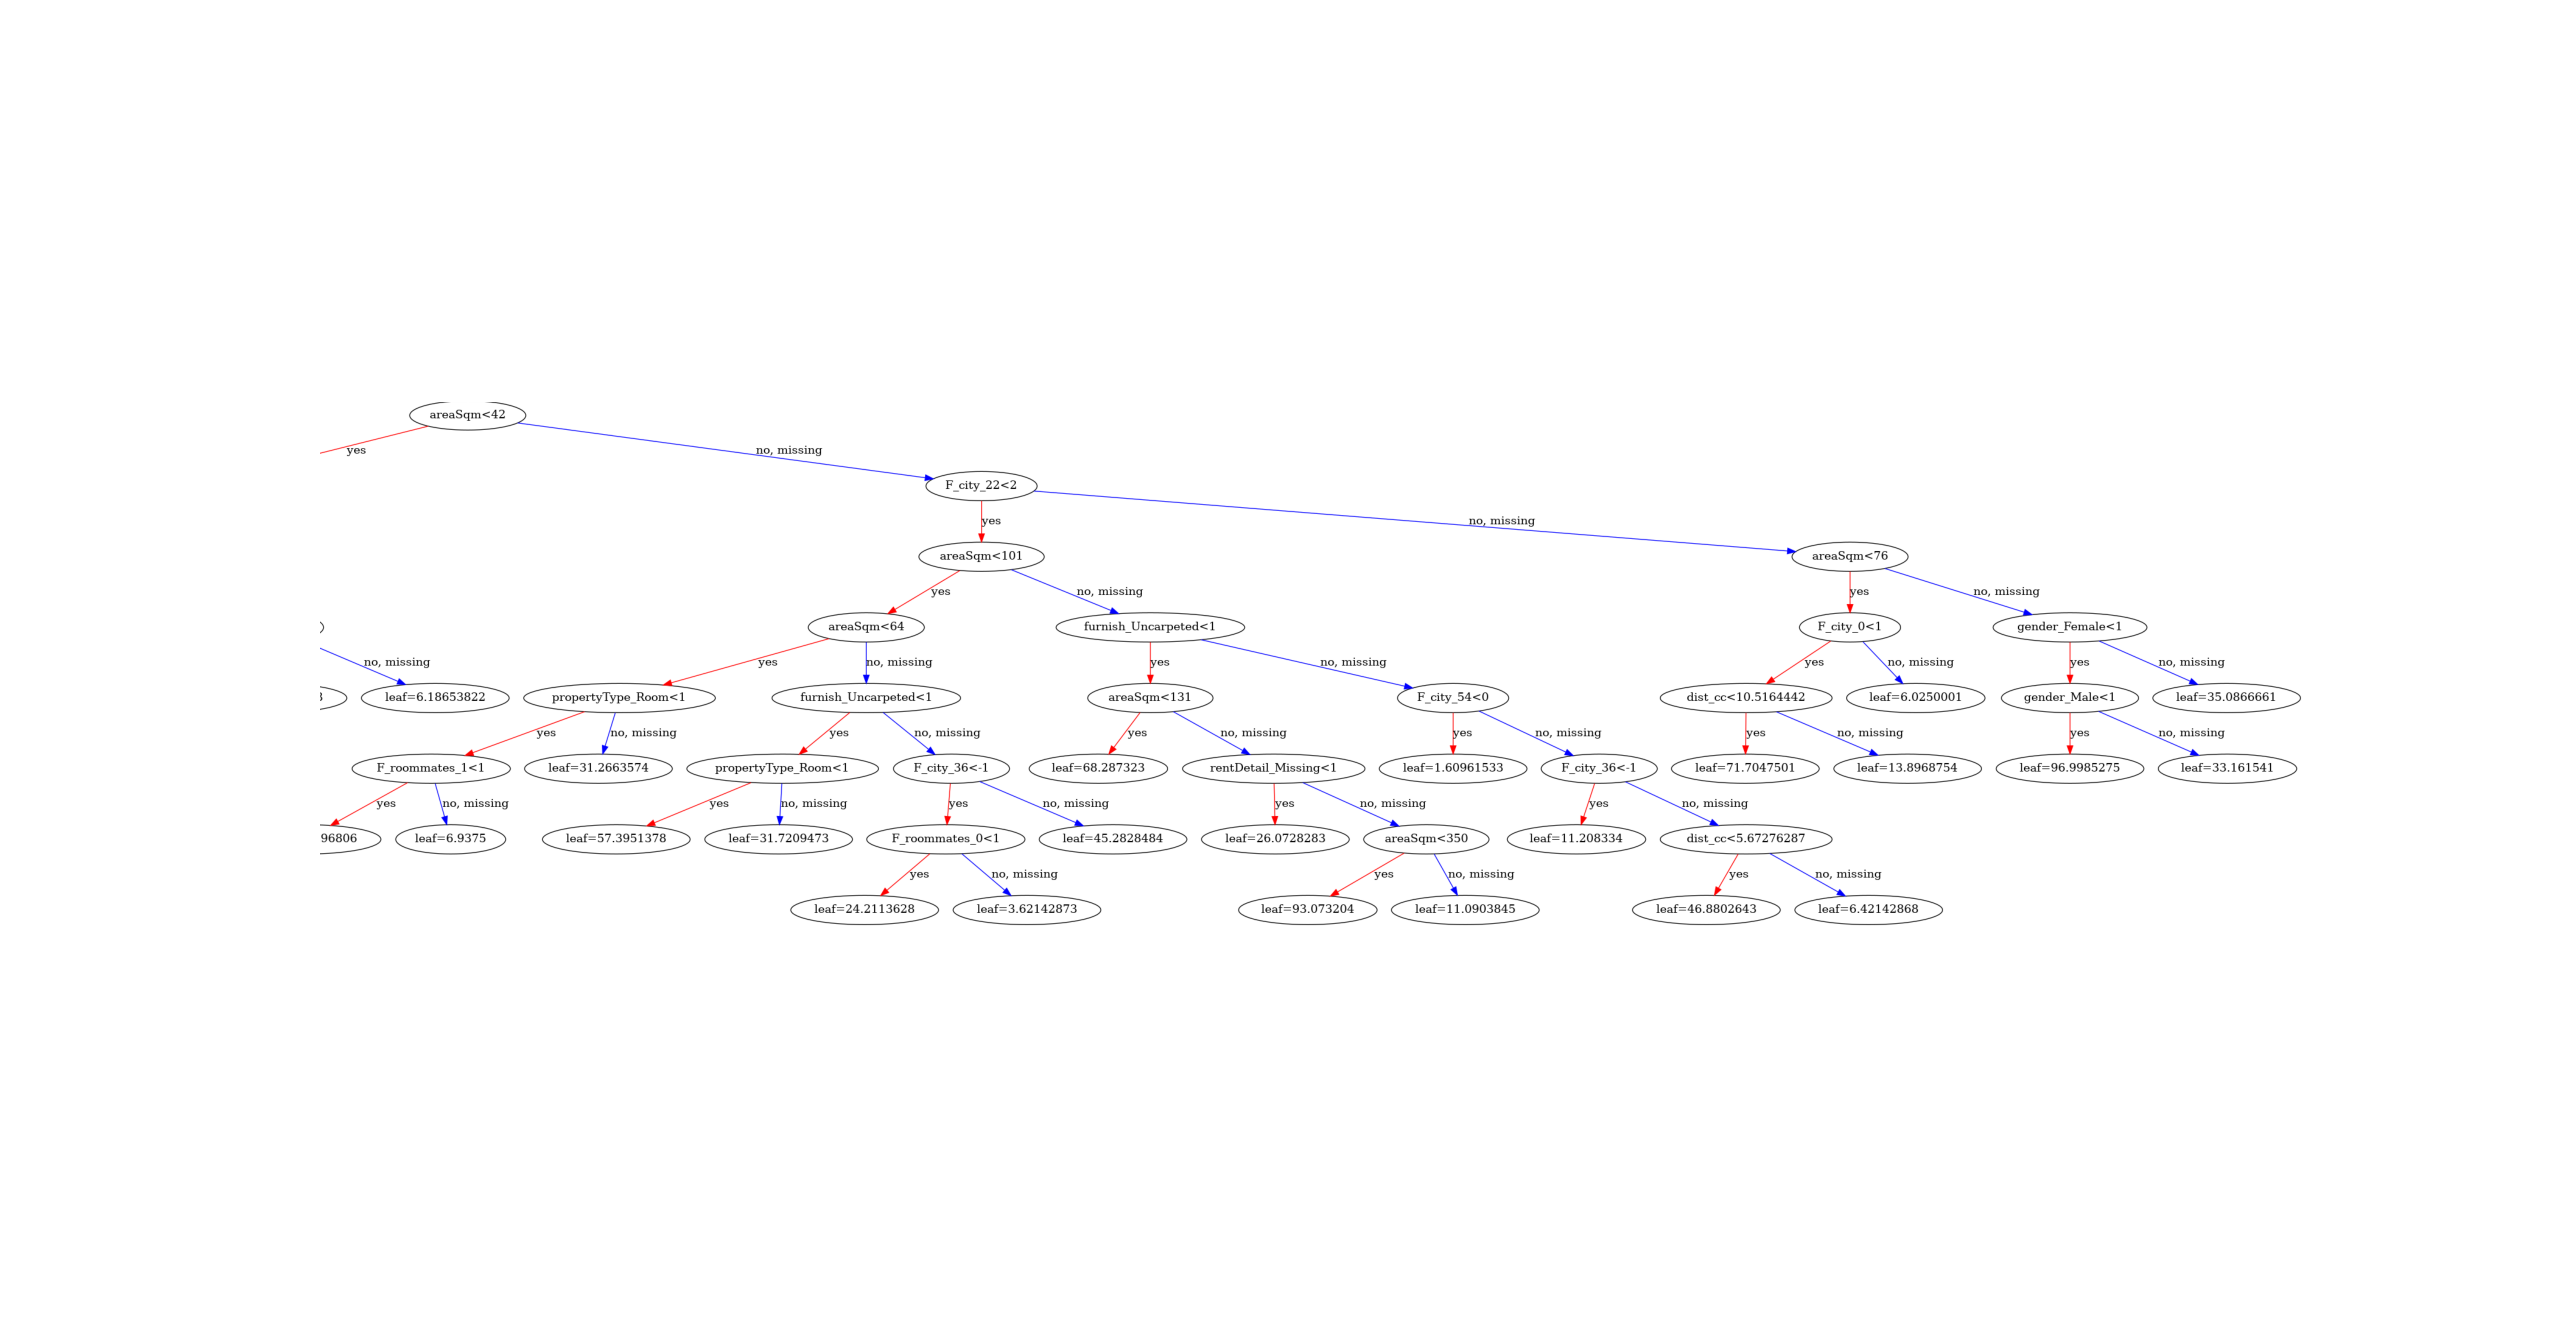 areaSqm<42
yes
no, missing
F_city_22<2
yes
no, missing
areaSqm<101
areaSqm<76
yes
no, missing
yes
no, missing
areaSqm<64
furnish_Uncarpeted<1
F_city_0<1
gender_Female<1
no, missing
yes
no, missing
yes
no, missing
yes
no, missing
yes
no, missing
leaf=6.18653822
propertyType_Room<1
furnish_Uncarpeted<1
areaSqm<131
F_city_54<0
dist_cc<10.5164442
leaf=6.0250001
gender_Male<1
leaf=35.0866661
yes
no, missing
yes
no, missing
yes
no, missing
yes
no, missing
yes
no, missing
yes
no, missing
F_roommates_1<1
leaf=31.2663574
propertyType_Room<1
F_city_36<-1
leaf=68.287323
rentDetail_Missing<1
leaf=1.60961533
F_city_36<-1
leaf=71.7047501
leaf=13.8968754
leaf=96.9985275
leaf=33.161541
yes
no, missing
yes
no, missing
yes
no, missing
yes
no, missing
yes
no, missing
96806
leaf=6.9375
leaf=57.3951378
leaf=31.7209473
F_roommates_0<1
leaf=45.2828484
leaf=26.0728283
areaSqm<350
leaf=11.208334
dist_cc<5.67276287
yes
no, missing
yes
no, missing
yes
no, missing
leaf=24.2113628
leaf=3.62142873
leaf=93.073204
leaf=11.0903845
leaf=46.8802643
leaf=6.42142868